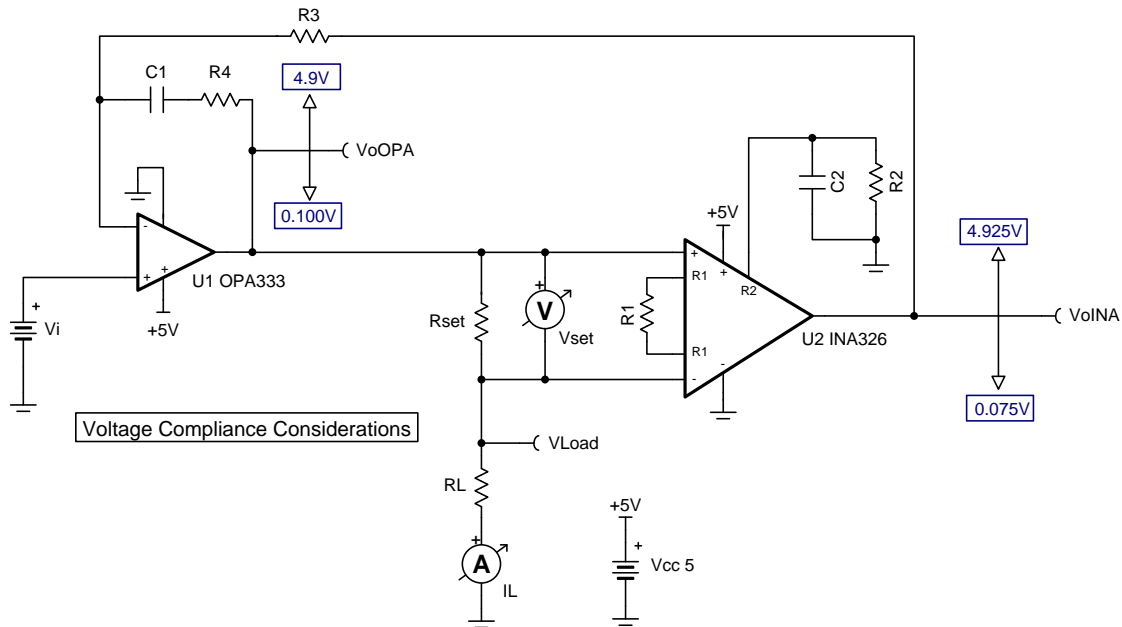 R3
C1
R4
4.9V
VoOPA
0.100V
-
+
+
U1 OPA333
+5V
+
Vi
Rset
+
V
Vset
+5V
C2
R2
+
+
R1
R1
R1
R2
-
-
U2 INA326
4.925V
VoINA
0.075V
Voltage Compliance Considerations
VLoad
RL
+
A
IL
+5V
+
Vcc 5